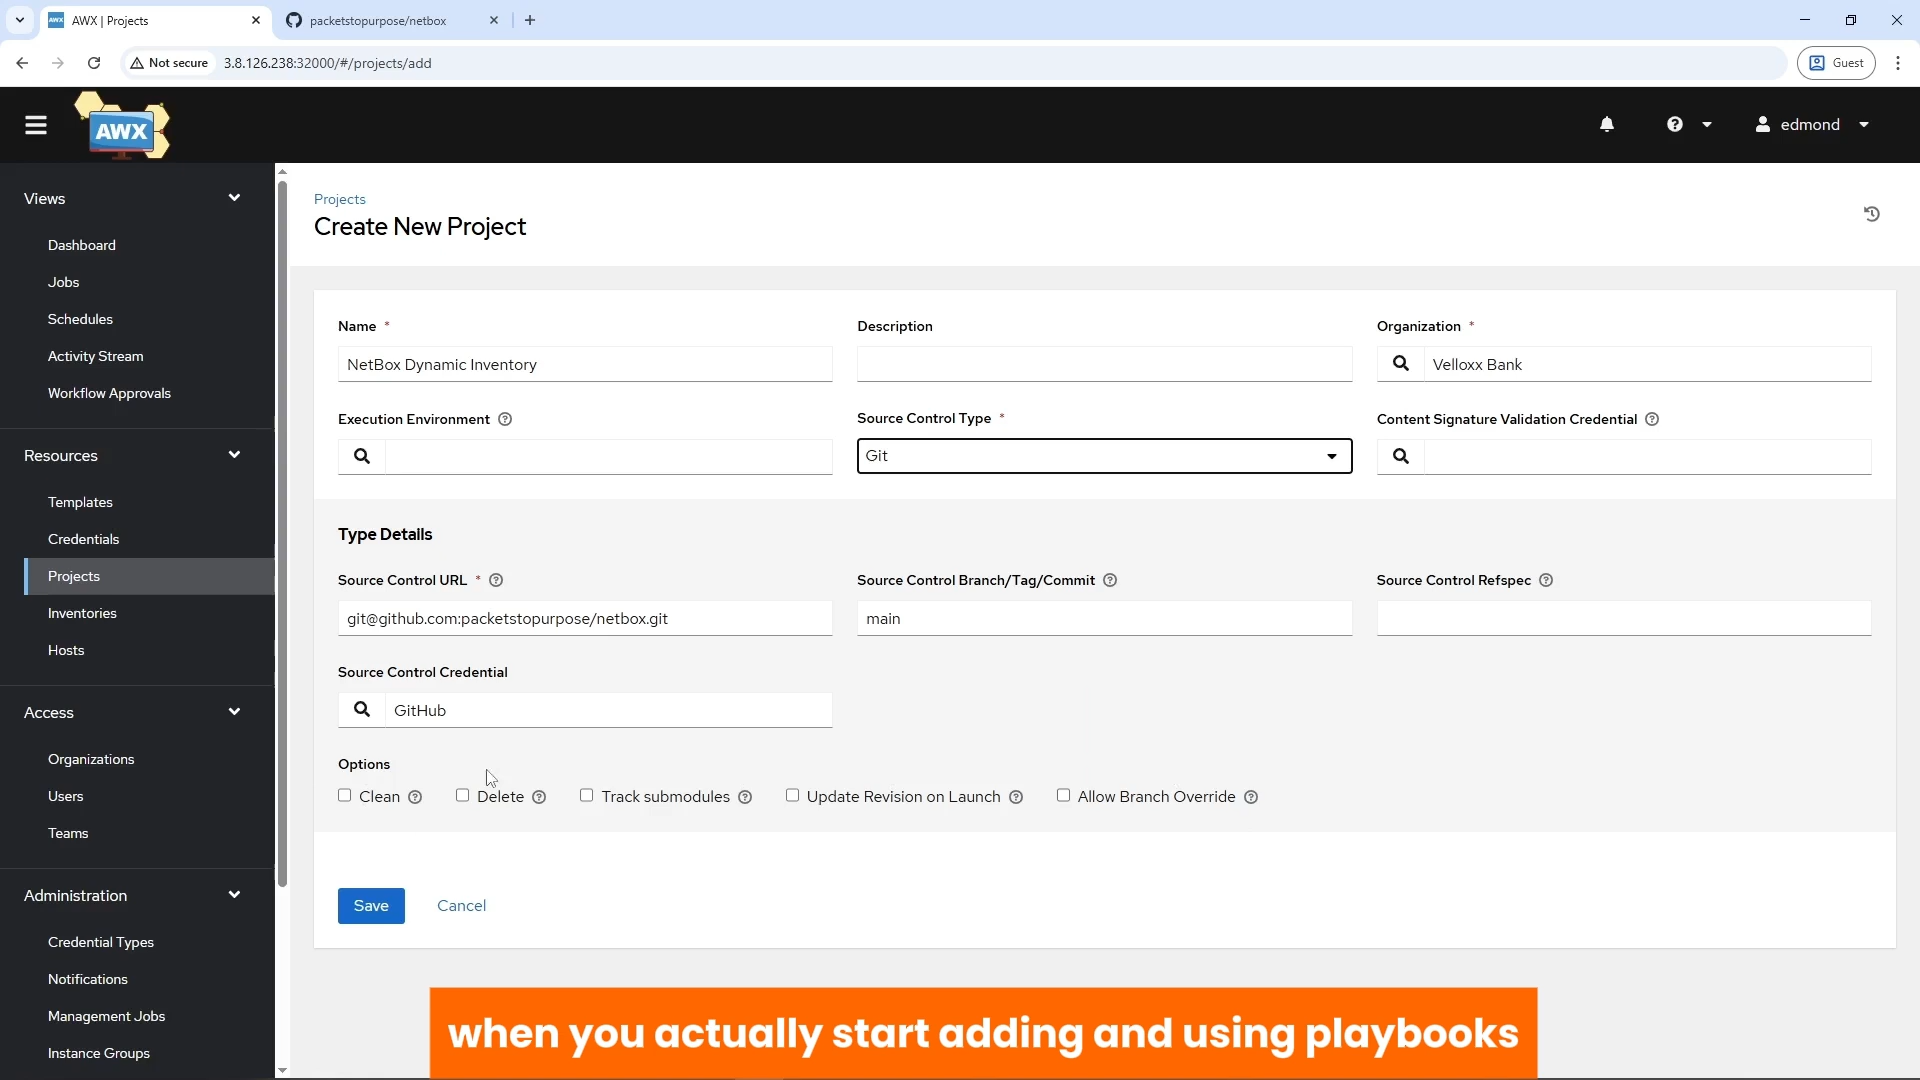 AWX | Projects
packetstopurpose/netbox
Not secure
3.8.126.238:32000/#/projects/add
Guest
AWX
edmond
Views
Dashboard
Jobs
Schedules
Activity Stream
Workflow Approvals
Resources
Templates
Credentials
Projects
Inventories
Hosts
Access
Organizations
Users
Teams
Administration
Credential Types
Notifications
Management Jobs
Instance Groups
Projects
Create New Project
Name *
Description
Organization *
NetBox Dynamic Inventory
Velloxx Bank
Execution Environment
Source Control Type *
Content Signature Validation Credential
Git
Type Details
Source Control URL *
Source Control Branch/Tag/Commit
Source Control Refspec
git@github.com:packetstopurpose/netbox.git
main
Source Control Credential
GitHub
Options
Clean
Delete
Track submodules
Update Revision on Launch
Allow Branch Override
Save
Cancel
when you actually start adding and using playbooks